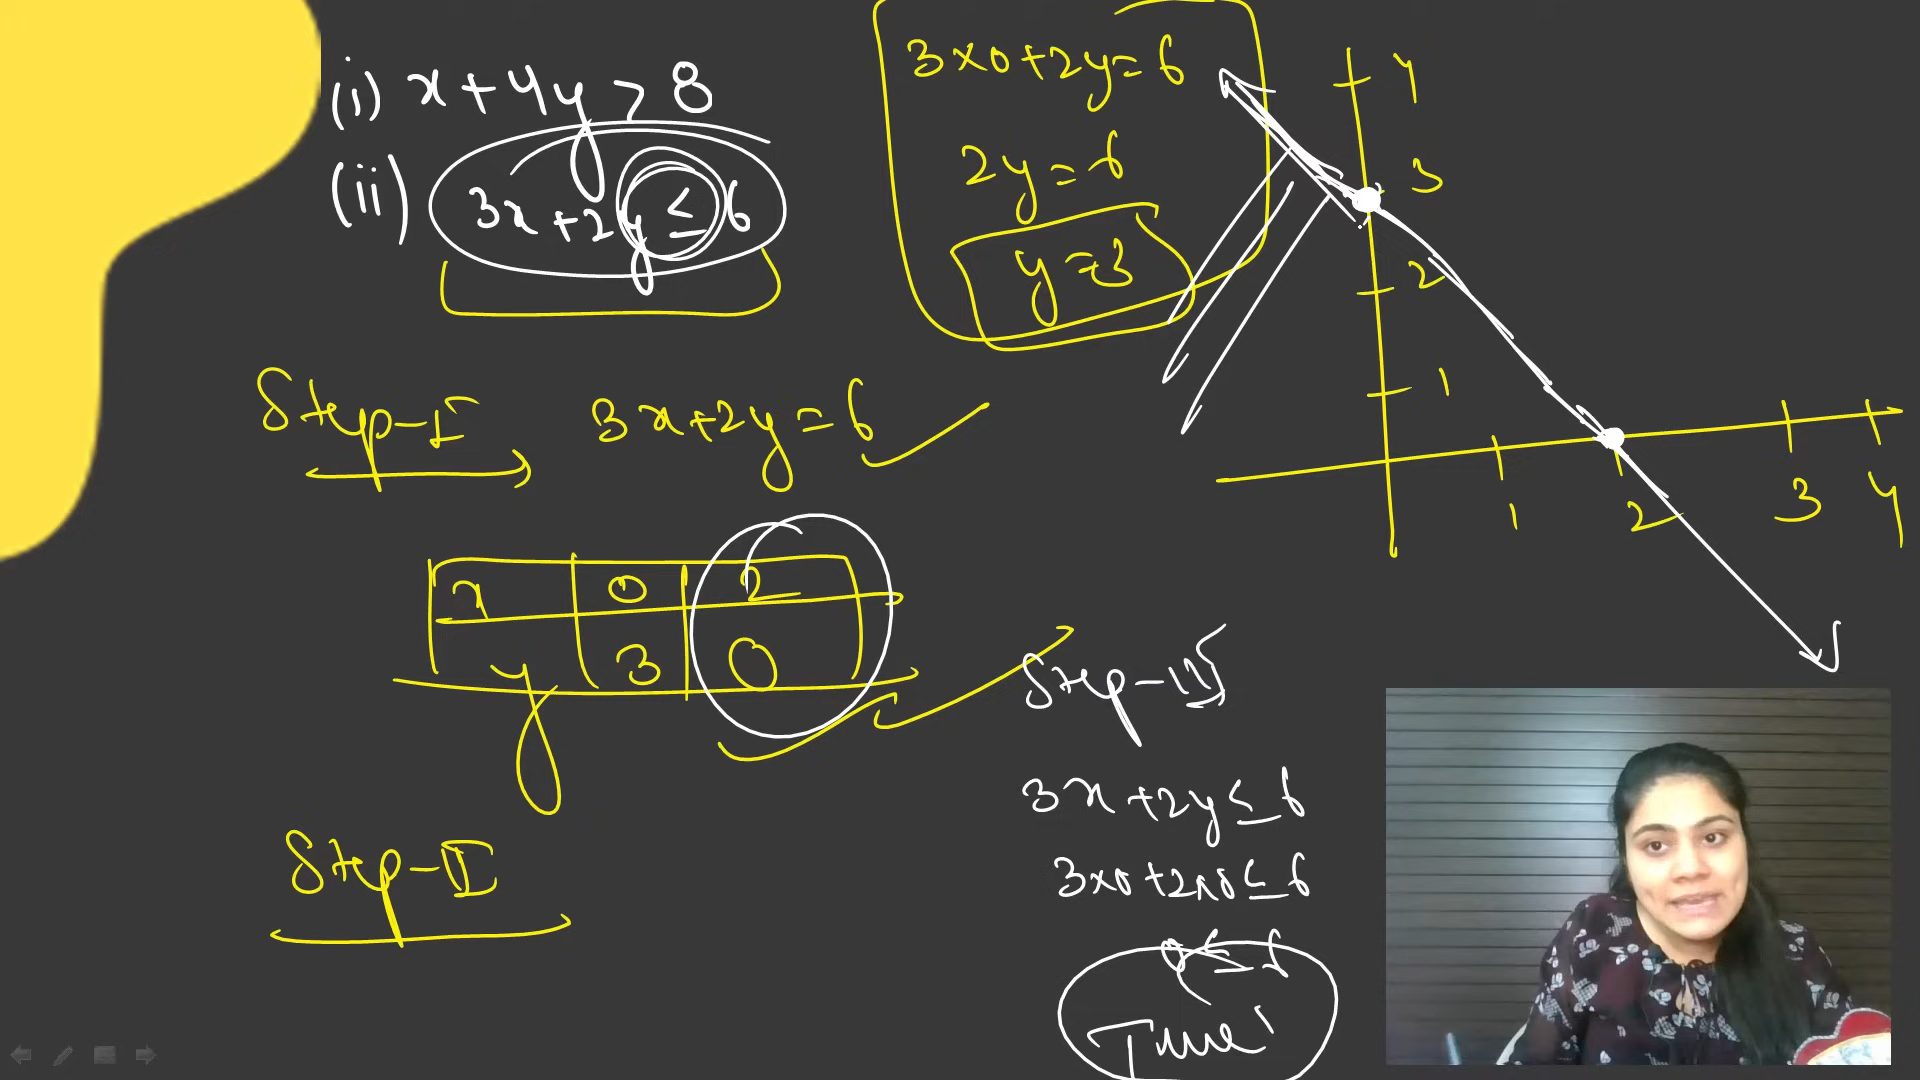 (i) x + 4y > 8
(ii) 3x + 2y ≤ 6
3×0 + 2y = 6
2y = 6
y = 3
4
3
2
1
1 2 3 4
Step-I 3x + 2y = 6
x 0 2
y 3 0
Step-II
Step-III
3x + 2y ≤ 6
3×0 + 2×0 ≤ 6
0 ≤ 6
True